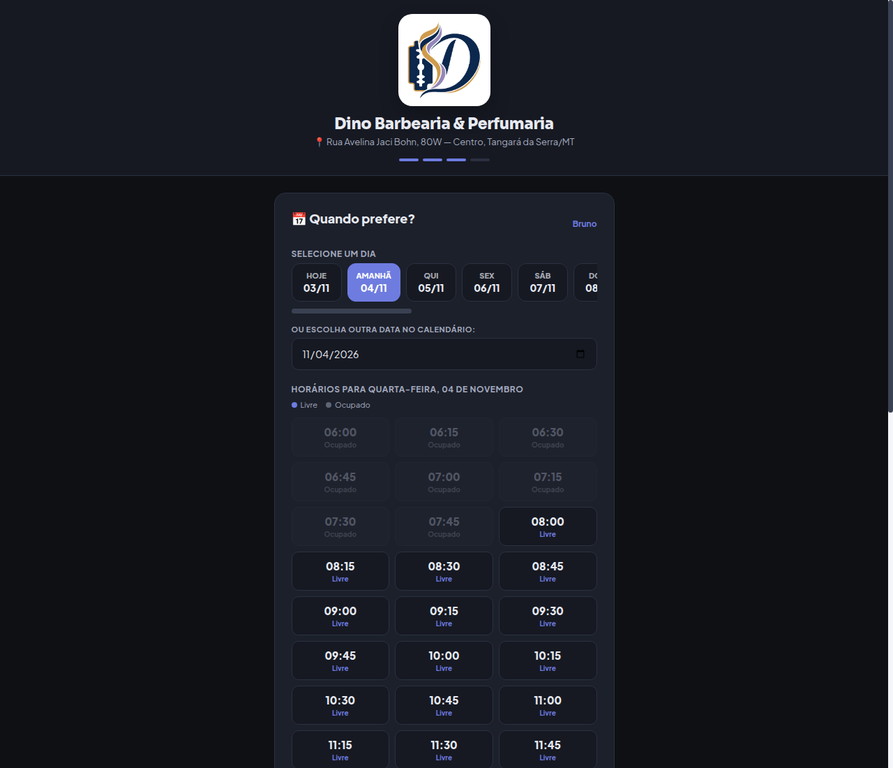 D
Dino Barbearia & Perfumaria
📍 Rua Avelina Jaci Bohn, 80W — Centro, Tangará da Serra/MT
📅 Quando prefere?
Bruno
SELECIONE UM DIA
HOJE AMANHÃ QUI SEX SÁB
03/11 04/11 05/11 06/11 07/11 08
OU ESCOLHA OUTRA DATA NO CALENDÁRIO:
11/04/2026
HORÁRIOS PARA QUARTA-FEIRA, 04 DE NOVEMBRO
Livre Ocupado
06:00 06:15 06:30
Ocupado Ocupado Ocupado
06:45 07:00 07:15
Ocupado Ocupado Ocupado
07:30 07:45 08:00
Ocupado Ocupado Livre
08:15 08:30 08:45
Livre Livre Livre
09:00 09:15 09:30
Livre Livre Livre
09:45 10:00 10:15
Livre Livre Livre
10:30 10:45 11:00
Livre Livre Livre
11:15 11:30 11:45
Livre Livre Livre